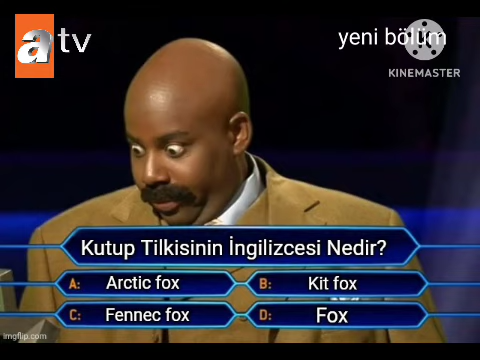 atv
yeni bölüm
KINEMASTER
Kutup Tilkisinin İngilizcesi Nedir?
A: Arctic fox
B: Kit fox
C: Fennec fox
D: Fox
imgflip.com